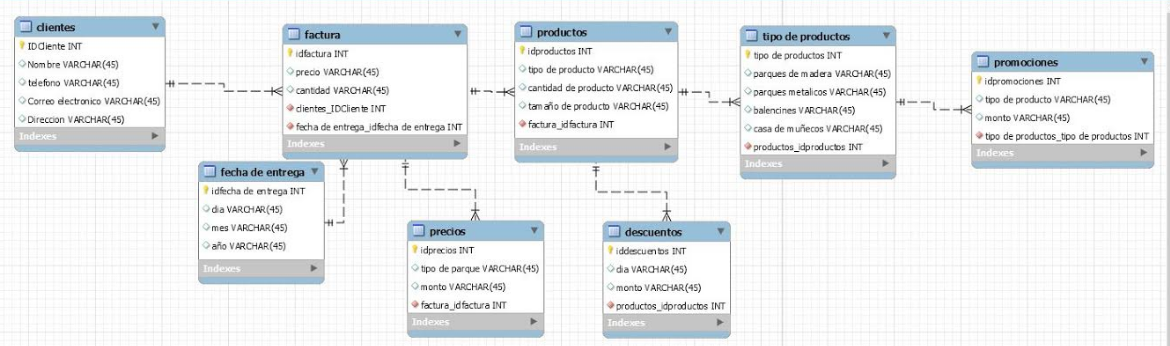 clientes
IDCliente INT
Nombre VARCHAR(45)
telefono VARCHAR(45)
Correo electronico VARCHAR(45)
Direccion VARCHAR(45)
Indexes
factura
idfactura INT
precio VARCHAR(45)
cantidad VARCHAR(45)
clientes_IDCliente INT
fecha de entrega_idfecha de entrega INT
Indexes
productos
idproductos INT
tipo de producto VARCHAR(45)
cantidad de producto VARCHAR(45)
tamaño de producto VARCHAR(45)
factura_idfactura INT
Indexes
tipo de productos
tipo de productos INT
parques de madera VARCHAR(45)
parques metalicos VARCHAR(45)
balencines VARCHAR(45)
casa de muñecos VARCHAR(45)
productos_idproductos INT
Indexes
promociones
idpromociones INT
tipo de producto VARCHAR(45)
monto VARCHAR(45)
tipo de productos_tipo de productos INT
Indexes
fecha de entrega
idfecha de entrega INT
dia VARCHAR(45)
mes VARCHAR(45)
año VARCHAR(45)
Indexes
precios
idprecios INT
tipo de parque VARCHAR(45)
monto VARCHAR(45)
factura_idfactura INT
Indexes
descuentos
iddescuentos INT
dia VARCHAR(45)
monto VARCHAR(45)
productos_idproductos INT
Indexes